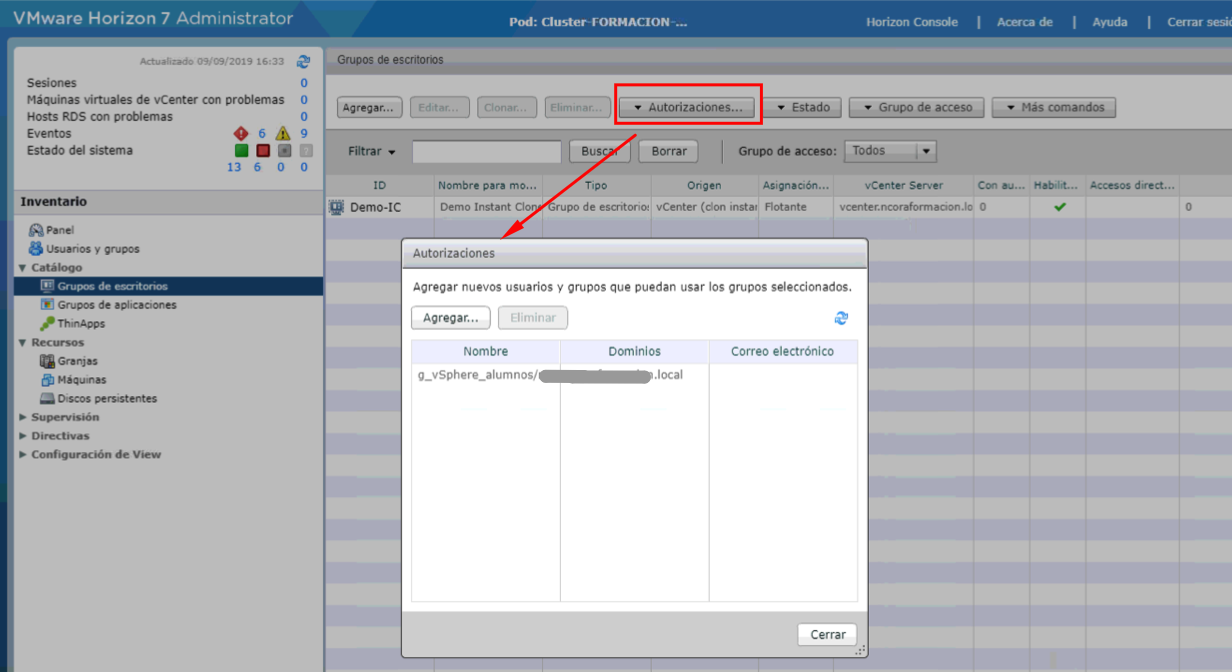 VMware Horizon 7 Administrator
Pod: Cluster-FORMACION-...
Horizon Console | Acerca de | Ayuda | Cerrar sesió
Actualizado 09/09/2019 16:33
Sesiones 0
Máquinas virtuales de vCenter con problemas 0
Hosts RDS con problemas 0
Eventos 6 9
Estado del sistema
13 6 0 0
Inventario
Panel
Usuarios y grupos
Catálogo
Grupos de escritorios
Grupos de aplicaciones
ThinApps
Recursos
Granjas
Máquinas
Discos persistentes
Supervisión
Directivas
Configuración de View
Grupos de escritorios
Agregar... Editar... Clonar... Eliminar... Autorizaciones... Estado Grupo de acceso Más comandos
Filtrar Buscar Borrar Grupo de acceso: Todos
ID Nombre para mo... Tipo Origen Asignación... vCenter Server Con au... Habilit... Accesos direct...
Demo-IC Demo Instant Clone Grupo de escritorios vCenter (clon instan Flotante vcenter.ncoraformacion.lo 0 0
Autorizaciones
Agregar nuevos usuarios y grupos que puedan usar los grupos seleccionados.
Agregar... Eliminar
Nombre Dominios Correo electrónico
g_vSphere_alumnos/ .local
Cerrar